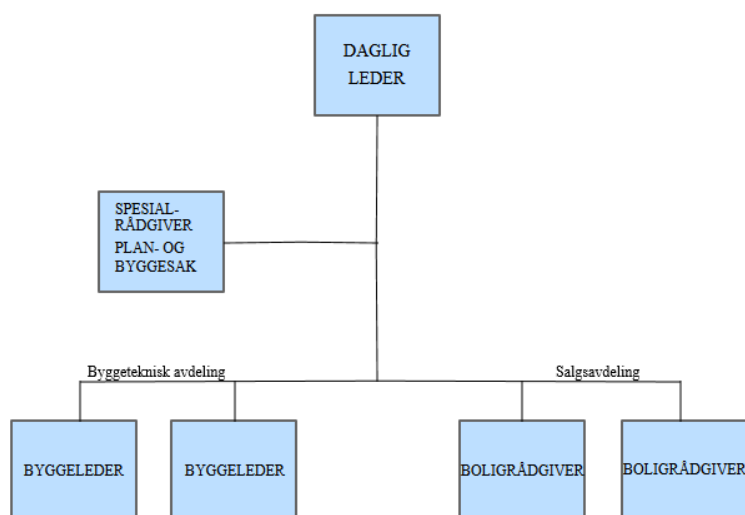 DAGLIG
LEDER
SPESIAL-
RÅDGIVER
PLAN- OG
BYGGESAK
Byggeteknisk avdeling
Salgsavdeling
BYGGELEDER
BYGGELEDER
BOLIGRÅDGIVER
BOLIGRÅDGIVER